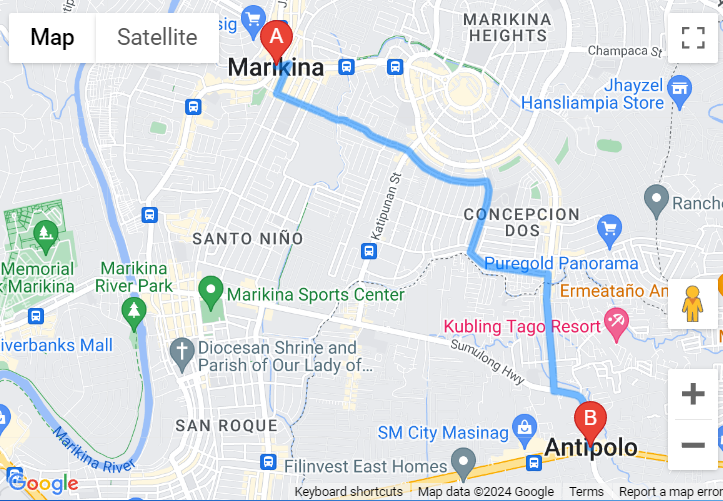 Map
Satellite
sig
A
Marikina
MARIKINA
HEIGHTS
Champaca St
Jhayzel
Hansliampia Store
Katipunan St
Ranche
CONCEPCION
DOS
SANTO NIÑO
Puregold Panorama
Memorial
k Marikina
Marikina
River Park
Marikina Sports Center
Ermeataño An
Kubling Tago Resort
iverbanks Mall
Diocesan Shrine and
Parish of Our Lady of...
Sumulong Hwy
B
SAN ROQUE
SM City Masinag
Antipolo
Marikina River
Filinvest East Homes
Google
Keyboard shortcuts
Map data ©2024 Google
Terms
Report a map error